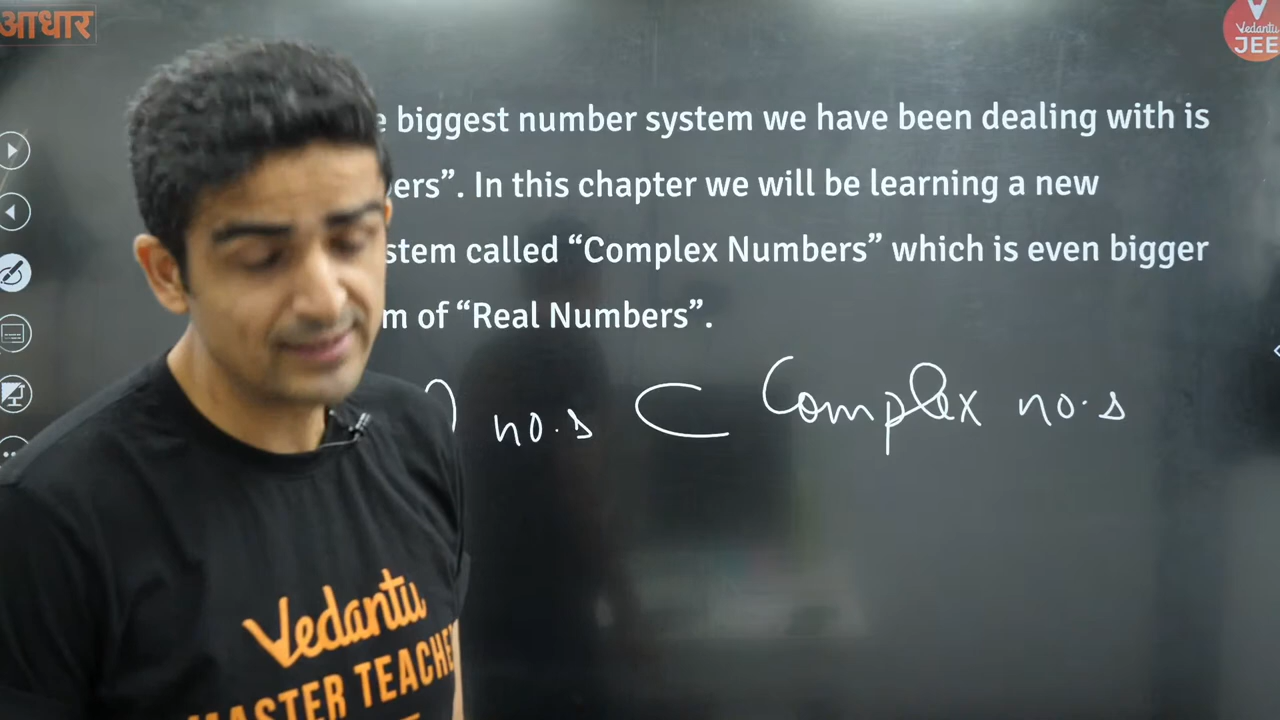 आधार
Vedantu
JEE
biggest number system we have been dealing with is
ers”. In this chapter we will be learning a new
stem called “Complex Numbers” which is even bigger
m of “Real Numbers”.
no.s ⊂ Complex no.s
Vedantu
MASTER TEACHE